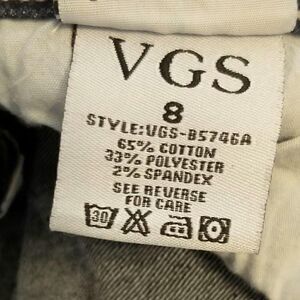 VGS
8
STYLE:VGS-B5746A
65% COTTON
33% POLYESTER
2% SPANDEX
SEE REVERSE
FOR CARE
30